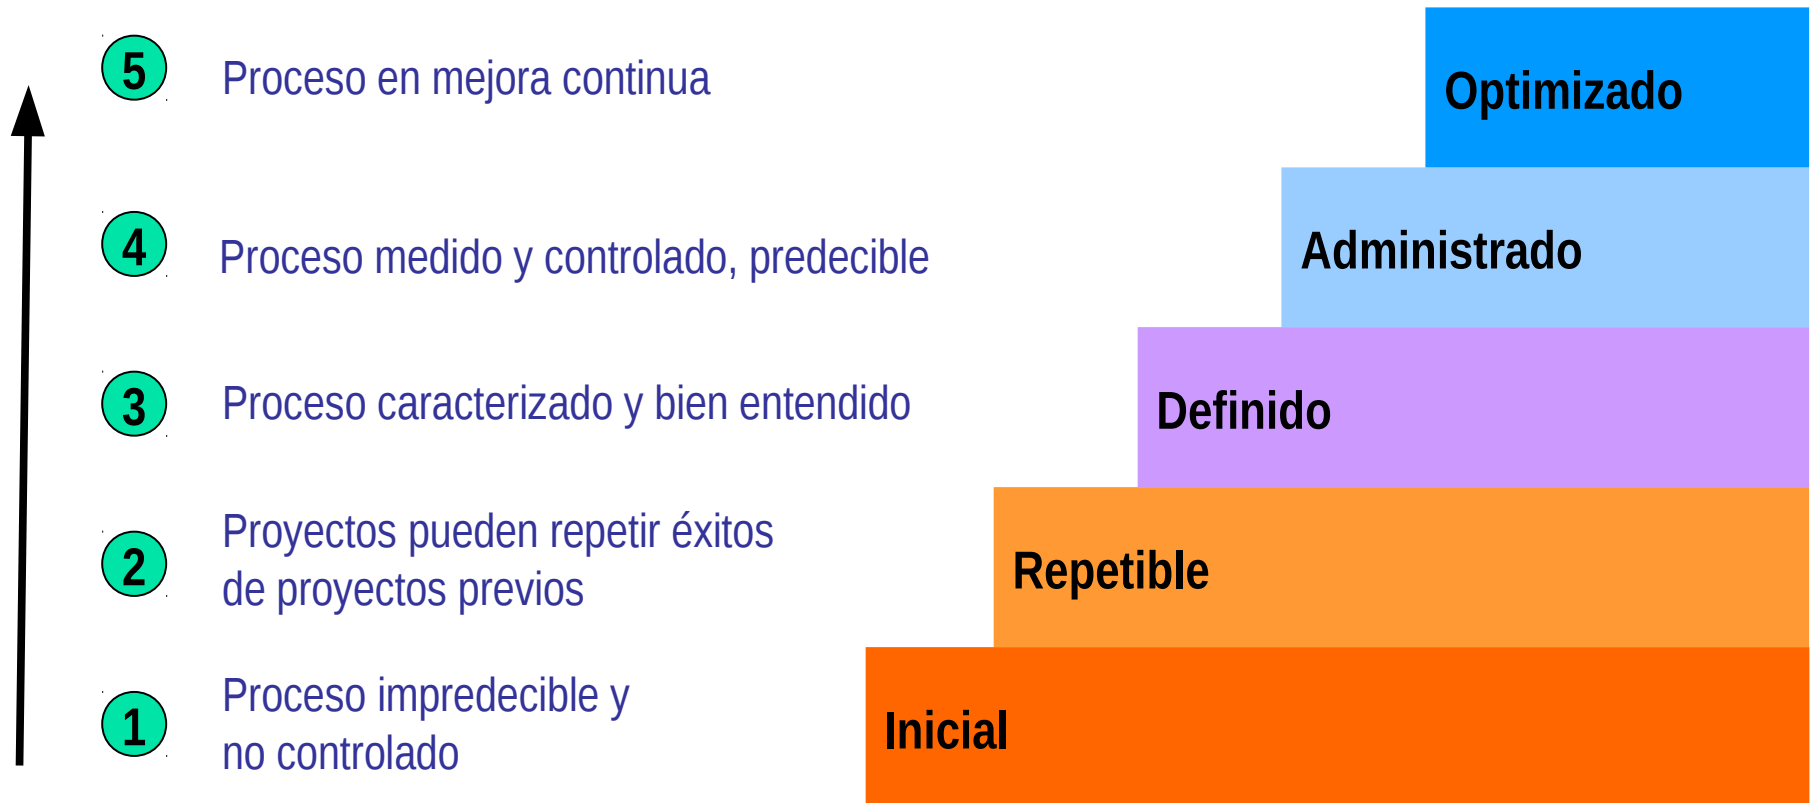 5
Proceso en mejora continua
Optimizado
4
Proceso medido y controlado, predecible
Administrado
3
Proceso caracterizado y bien entendido
Definido
2
Proyectos pueden repetir éxitos
de proyectos previos
Repetible
1
Proceso impredecible y
no controlado
Inicial